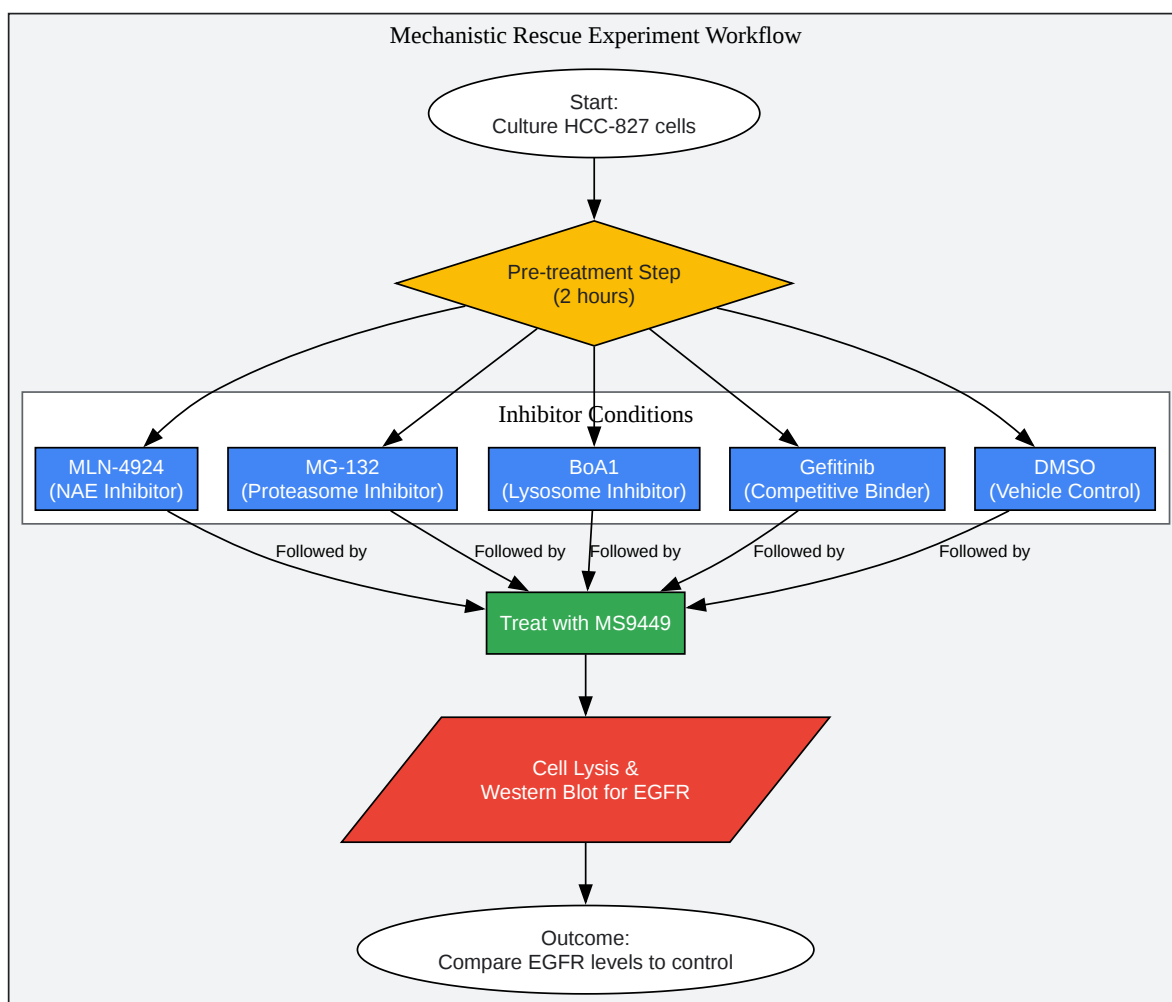 Mechanistic Rescue Experiment Workflow
Start:
Culture HCC-827 cells
Pre-treatment Step
(2 hours)
Inhibitor Conditions
MLN-4924
(NAE Inhibitor)
MG-132
(Proteasome Inhibitor)
BoA1
(Lysosome Inhibitor)
Gefitinib
(Competitive Binder)
DMSO
(Vehicle Control)
Followed by
Followed by
Followed by
Followed by
Followed by
Treat with MS9449
Cell Lysis &
Western Blot for EGFR
Outcome:
Compare EGFR levels to control